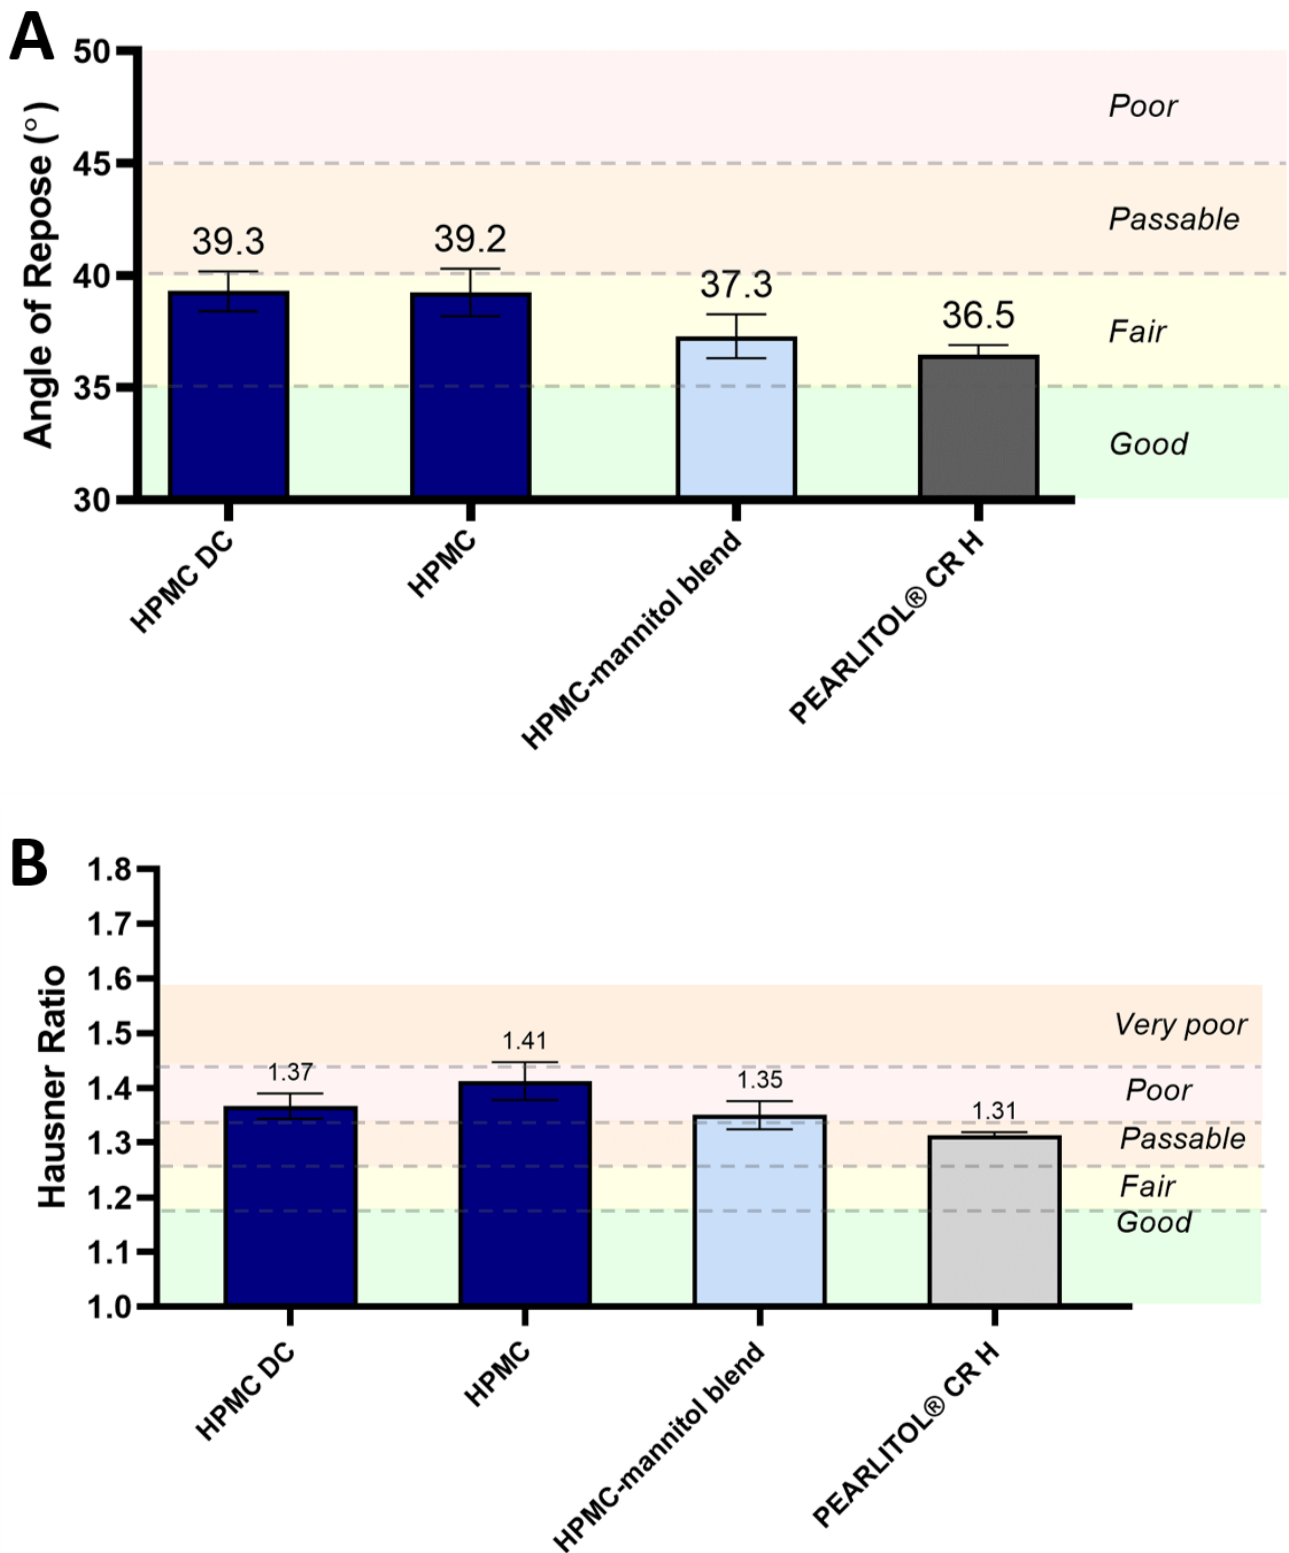 A
50
45
40
35
30
Angle of Repose (°)
Poor
Passable
Fair
Good
39.3
39.2
37.3
36.5
HPMC DC
HPMC
HPMC-mannitol blend
PEARLITOL® CR H
B
1.8
1.7
1.6
1.5
1.4
1.3
1.2
1.1
1.0
Hausner Ratio
Very poor
Poor
Passable
Fair
Good
1.37
1.41
1.35
1.31
HPMC DC
HPMC
HPMC-mannitol blend
PEARLITOL® CR H